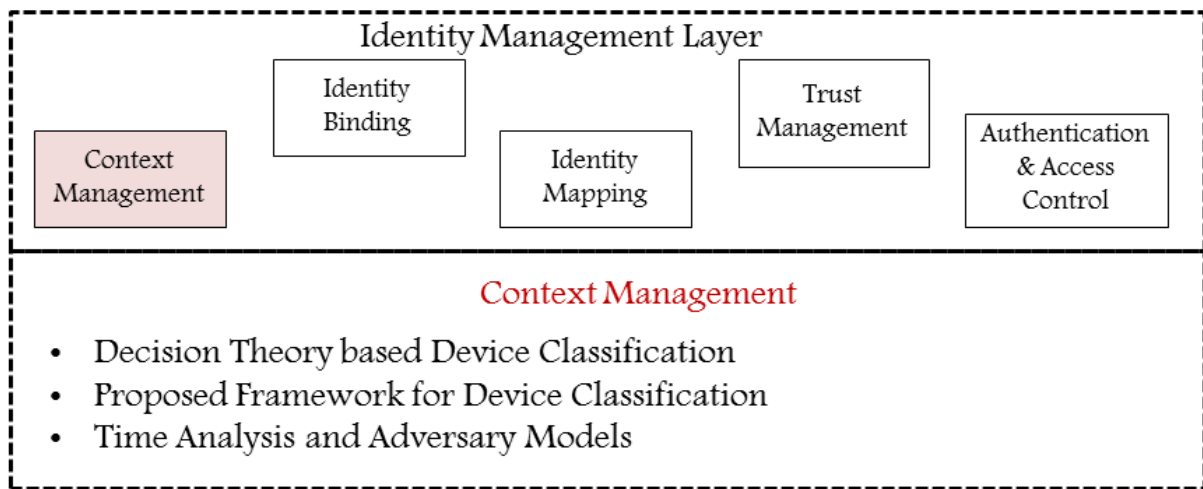 Identity Management Layer
Context
Management
Identity
Binding
Identity
Mapping
Trust
Management
Authentication
& Access
Control
Context Management
• Decision Theory based Device Classification
• Proposed Framework for Device Classification
• Time Analysis and Adversary Models